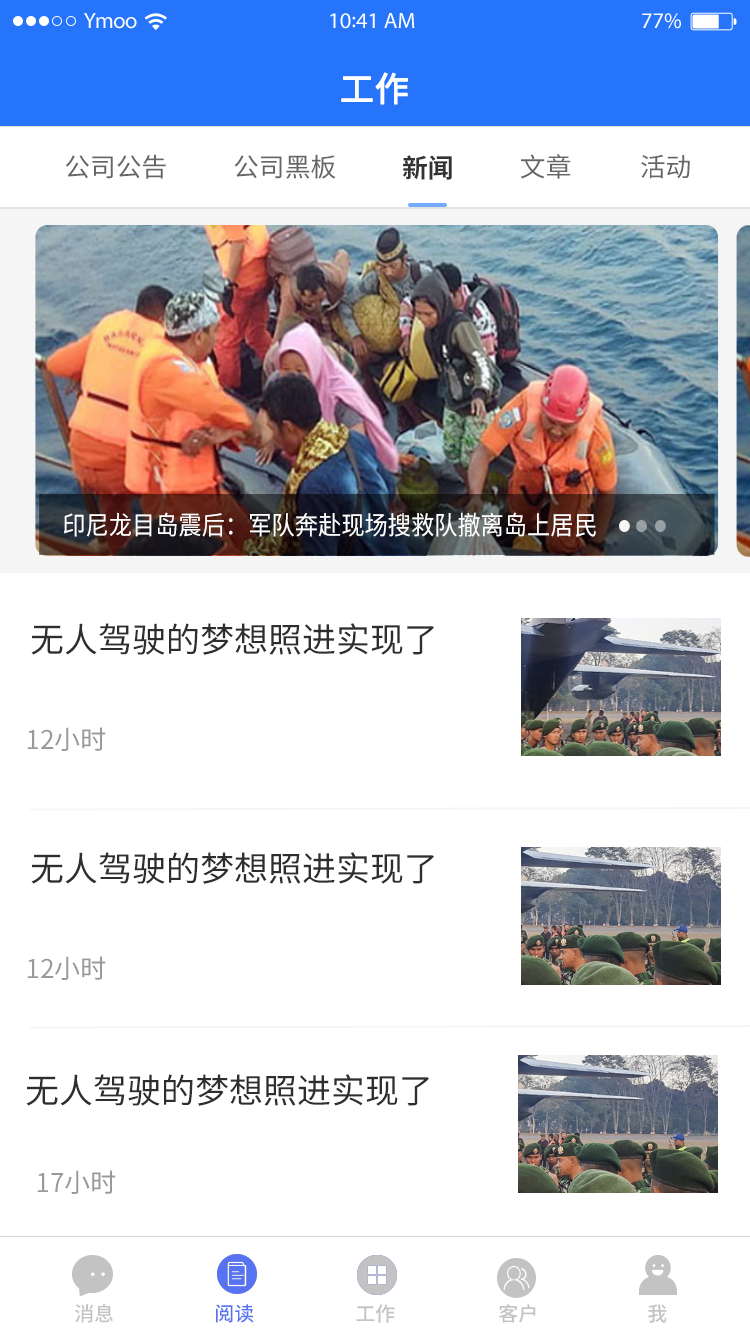 Ymoo 10:41 AM 77%
工作
公司公告 公司黑板 新闻 文章 活动
印尼龙目岛震后：军队奔赴现场搜救队撤离岛上居民
无人驾驶的梦想照进实现了
12小时
无人驾驶的梦想照进实现了
12小时
无人驾驶的梦想照进实现了
17小时
消息 阅读 工作 客户 我